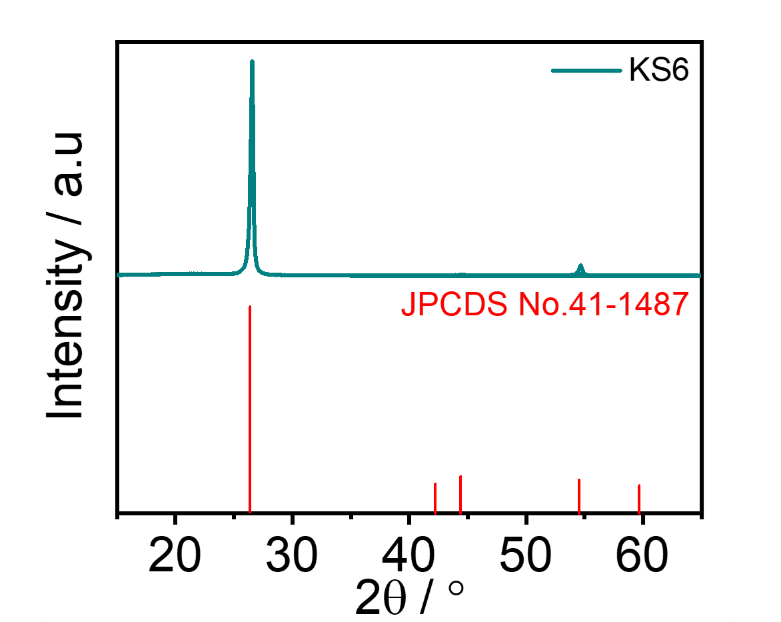 KS6
Intensity / a.u
JPCDS No.41-1487
20 30 40 50 60
2θ / °